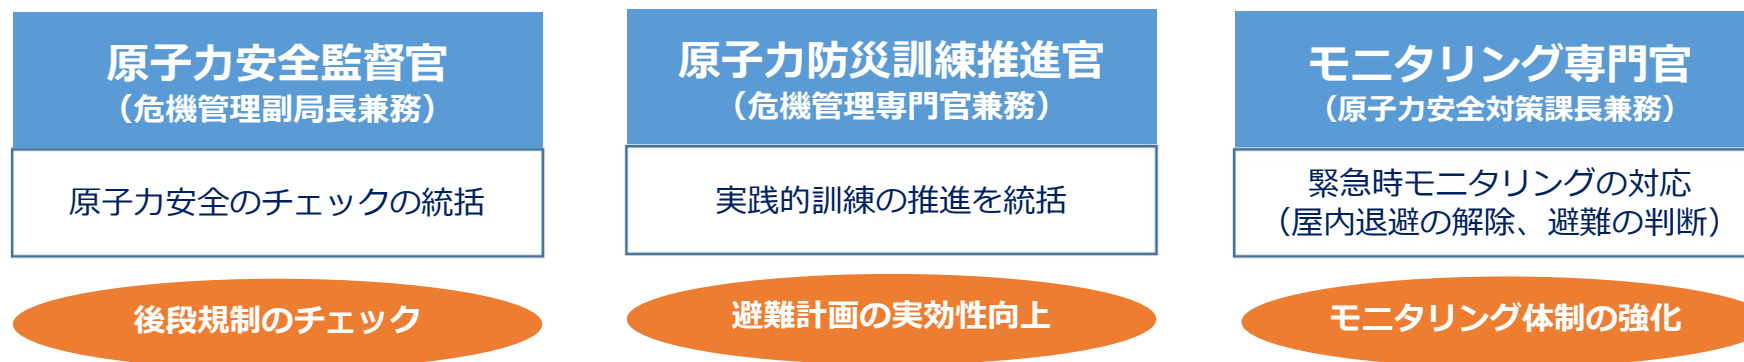 原子力安全監督官
（危機管理副局長兼務）
原子力安全のチェックの統括
後段規制のチェック
原子力防災訓練推進官
（危機管理専門官兼務）
実践的訓練の推進を統括
避難計画の実効性向上
モニタリング専門官
（原子力安全対策課長兼務）
緊急時モニタリングの対応
（屋内退避の解除、避難の判断）
モニタリング体制の強化